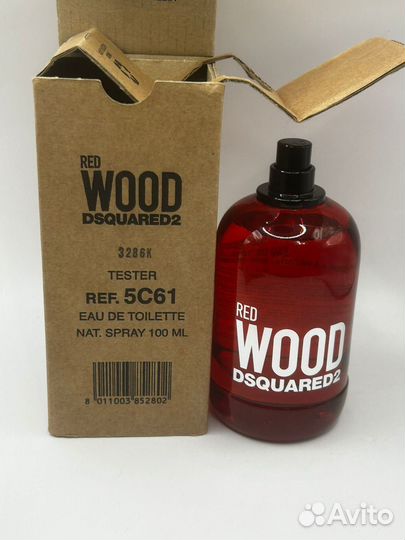 RED
WOOD
DSQUARED2
3286K
TESTER
REF. 5C61
EAU DE TOILETTE
NAT. SPRAY 100 ML
8 011003 852802
RED
WOOD
DSQUARED2
Avito